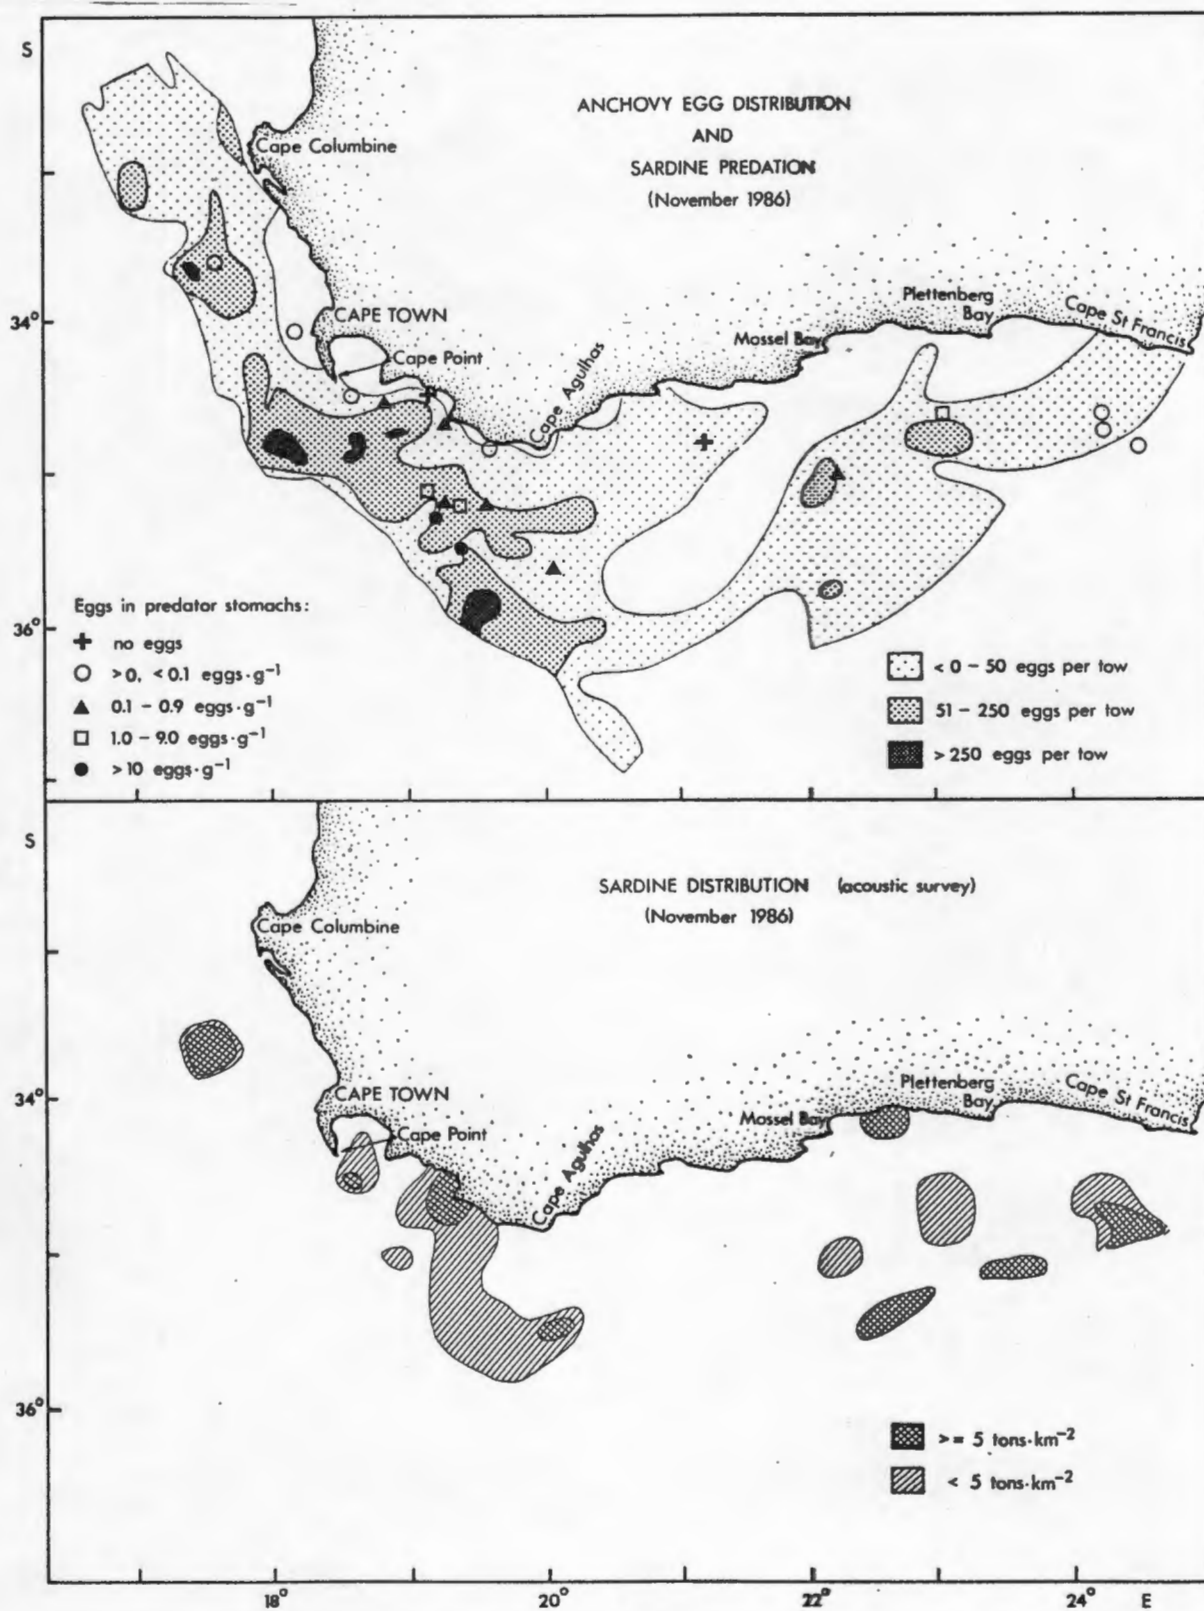 S
ANCHOVY EGG DISTRIBUTION
AND
SARDINE PREDATION
(November 1986)
Cape Columbine
34°
CAPE TOWN
Cape Point
Cape Agulhas
Mossel Bay
Plettenberg
Bay
Cape St Francis
Eggs in predator stomachs:
no eggs
>0, <0.1 eggs·g⁻¹
0.1 – 0.9 eggs·g⁻¹
1.0 – 9.0 eggs·g⁻¹
>10 eggs·g⁻¹
36°
<0 – 50 eggs per tow
51 – 250 eggs per tow
>250 eggs per tow
S
SARDINE DISTRIBUTION (acoustic survey)
(November 1986)
Cape Columbine
34°
CAPE TOWN
Cape Point
Cape Agulhas
Mossel Bay
Plettenberg
Bay
Cape St Francis
36°
>= 5 tons·km⁻²
< 5 tons·km⁻²
18° 20° 22° 24° E